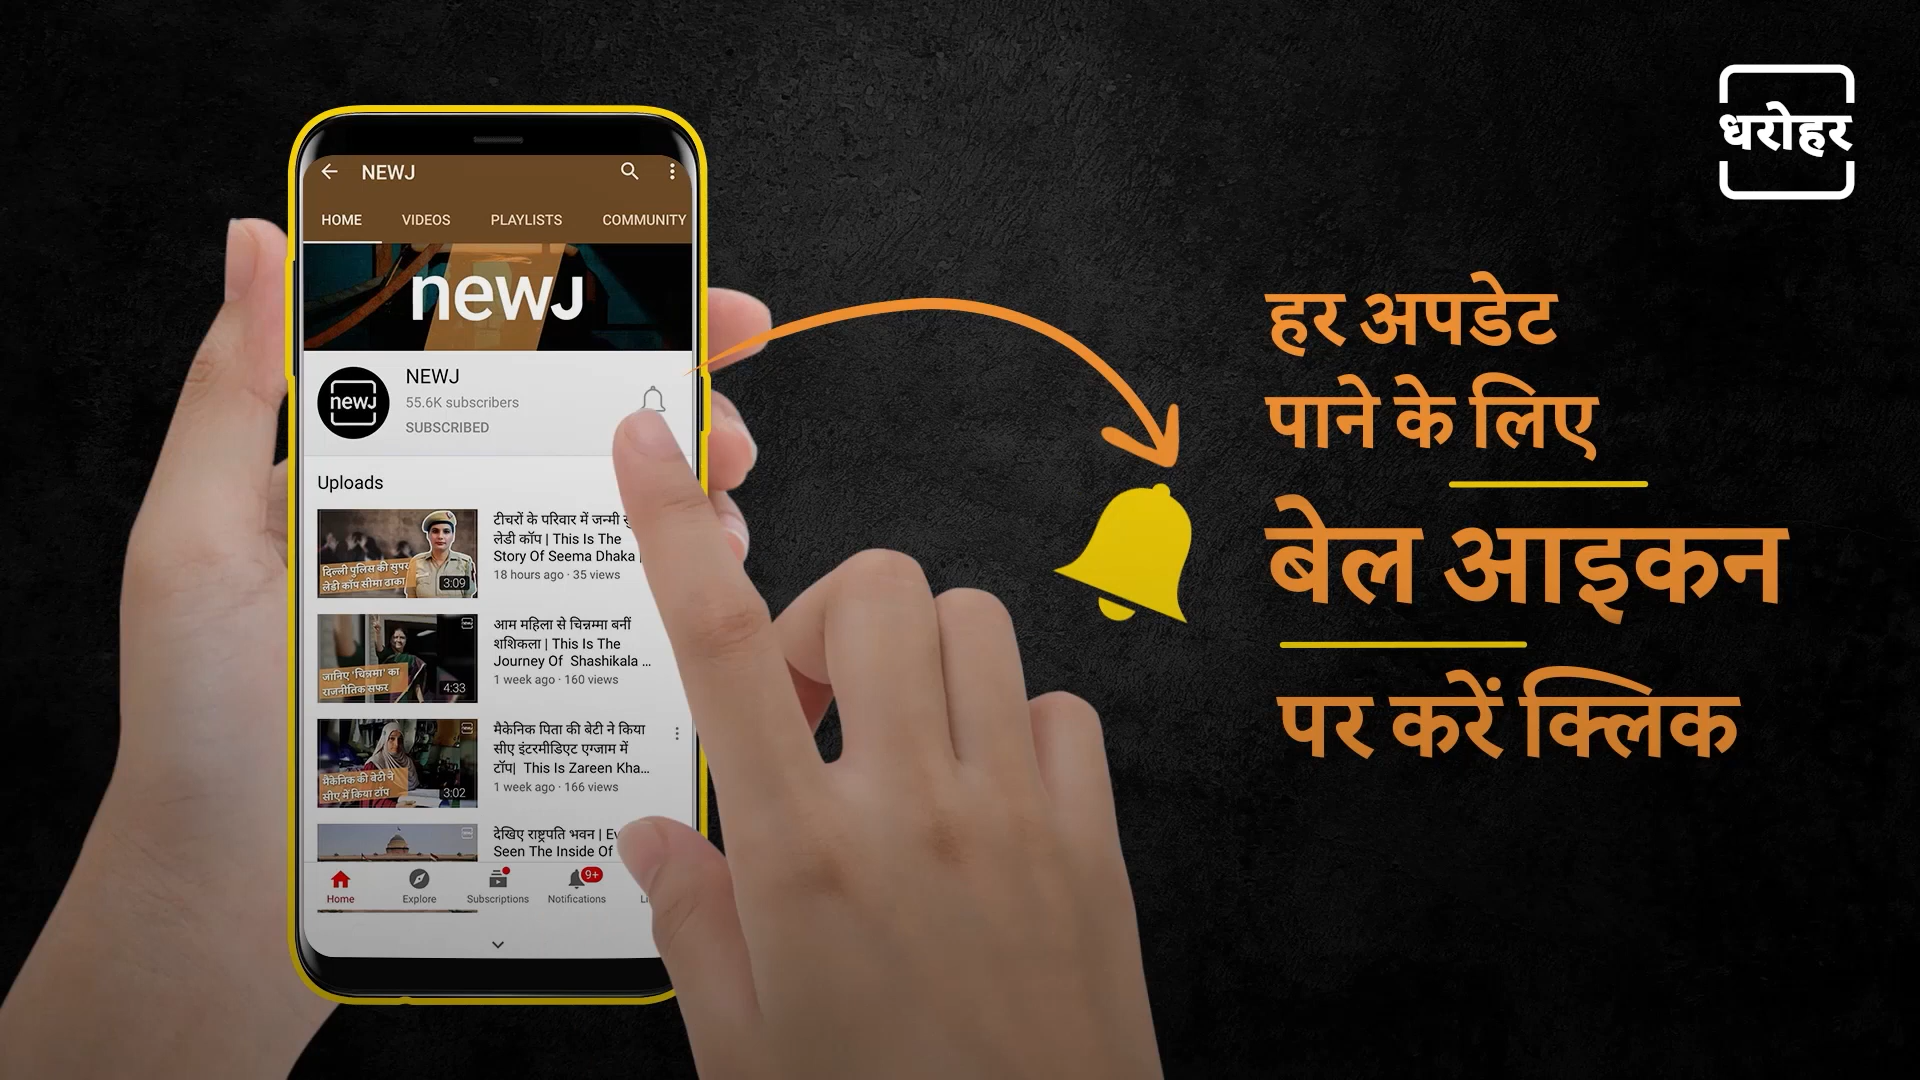 NEWJ
HOME VIDEOS PLAYLISTS COMMUNITY
newJ
newJ
NEWJ
55.6K subscribers
SUBSCRIBED
Uploads
दिल्ली पुलिस की सुपर
लेडी कॉप सीमा ढाका
3:09
टीचरों के परिवार में जन्मी
लेडी कॉप | This Is The
Story Of Seema Dhaka |
18 hours ago · 35 views
जानिए 'चिन्नमा' का
राजनीतिक सफर
4:33
आम महिला से चिन्नम्मा बनीं
शशिकला | This Is The
Journey Of Shashikala ...
1 week ago · 160 views
मैकेनिक की बेटी ने
सीए में किया टॉप
3:02
मैकेनिक पिता की बेटी ने किया
सीए इंटरमीडिएट एग्जाम में
टॉप| This Is Zareen Kha...
1 week ago · 166 views
देखिए राष्ट्रपति भवन |
Seen The Inside Of
9+
Home Explore Subscriptions Notifications
धरोहर
हर अपडेट
पाने के लिए
बेल आइकन
पर करें क्लिक